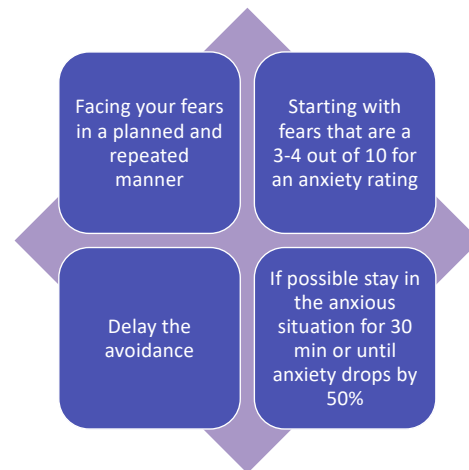 Facing your fears
in a planned and
repeated
manner
Starting with
fears that are a
3-4 out of 10 for
an anxiety rating
Delay the
avoidance
If possible stay in
the anxious
situation for 30
min or until
anxiety drops by
50%